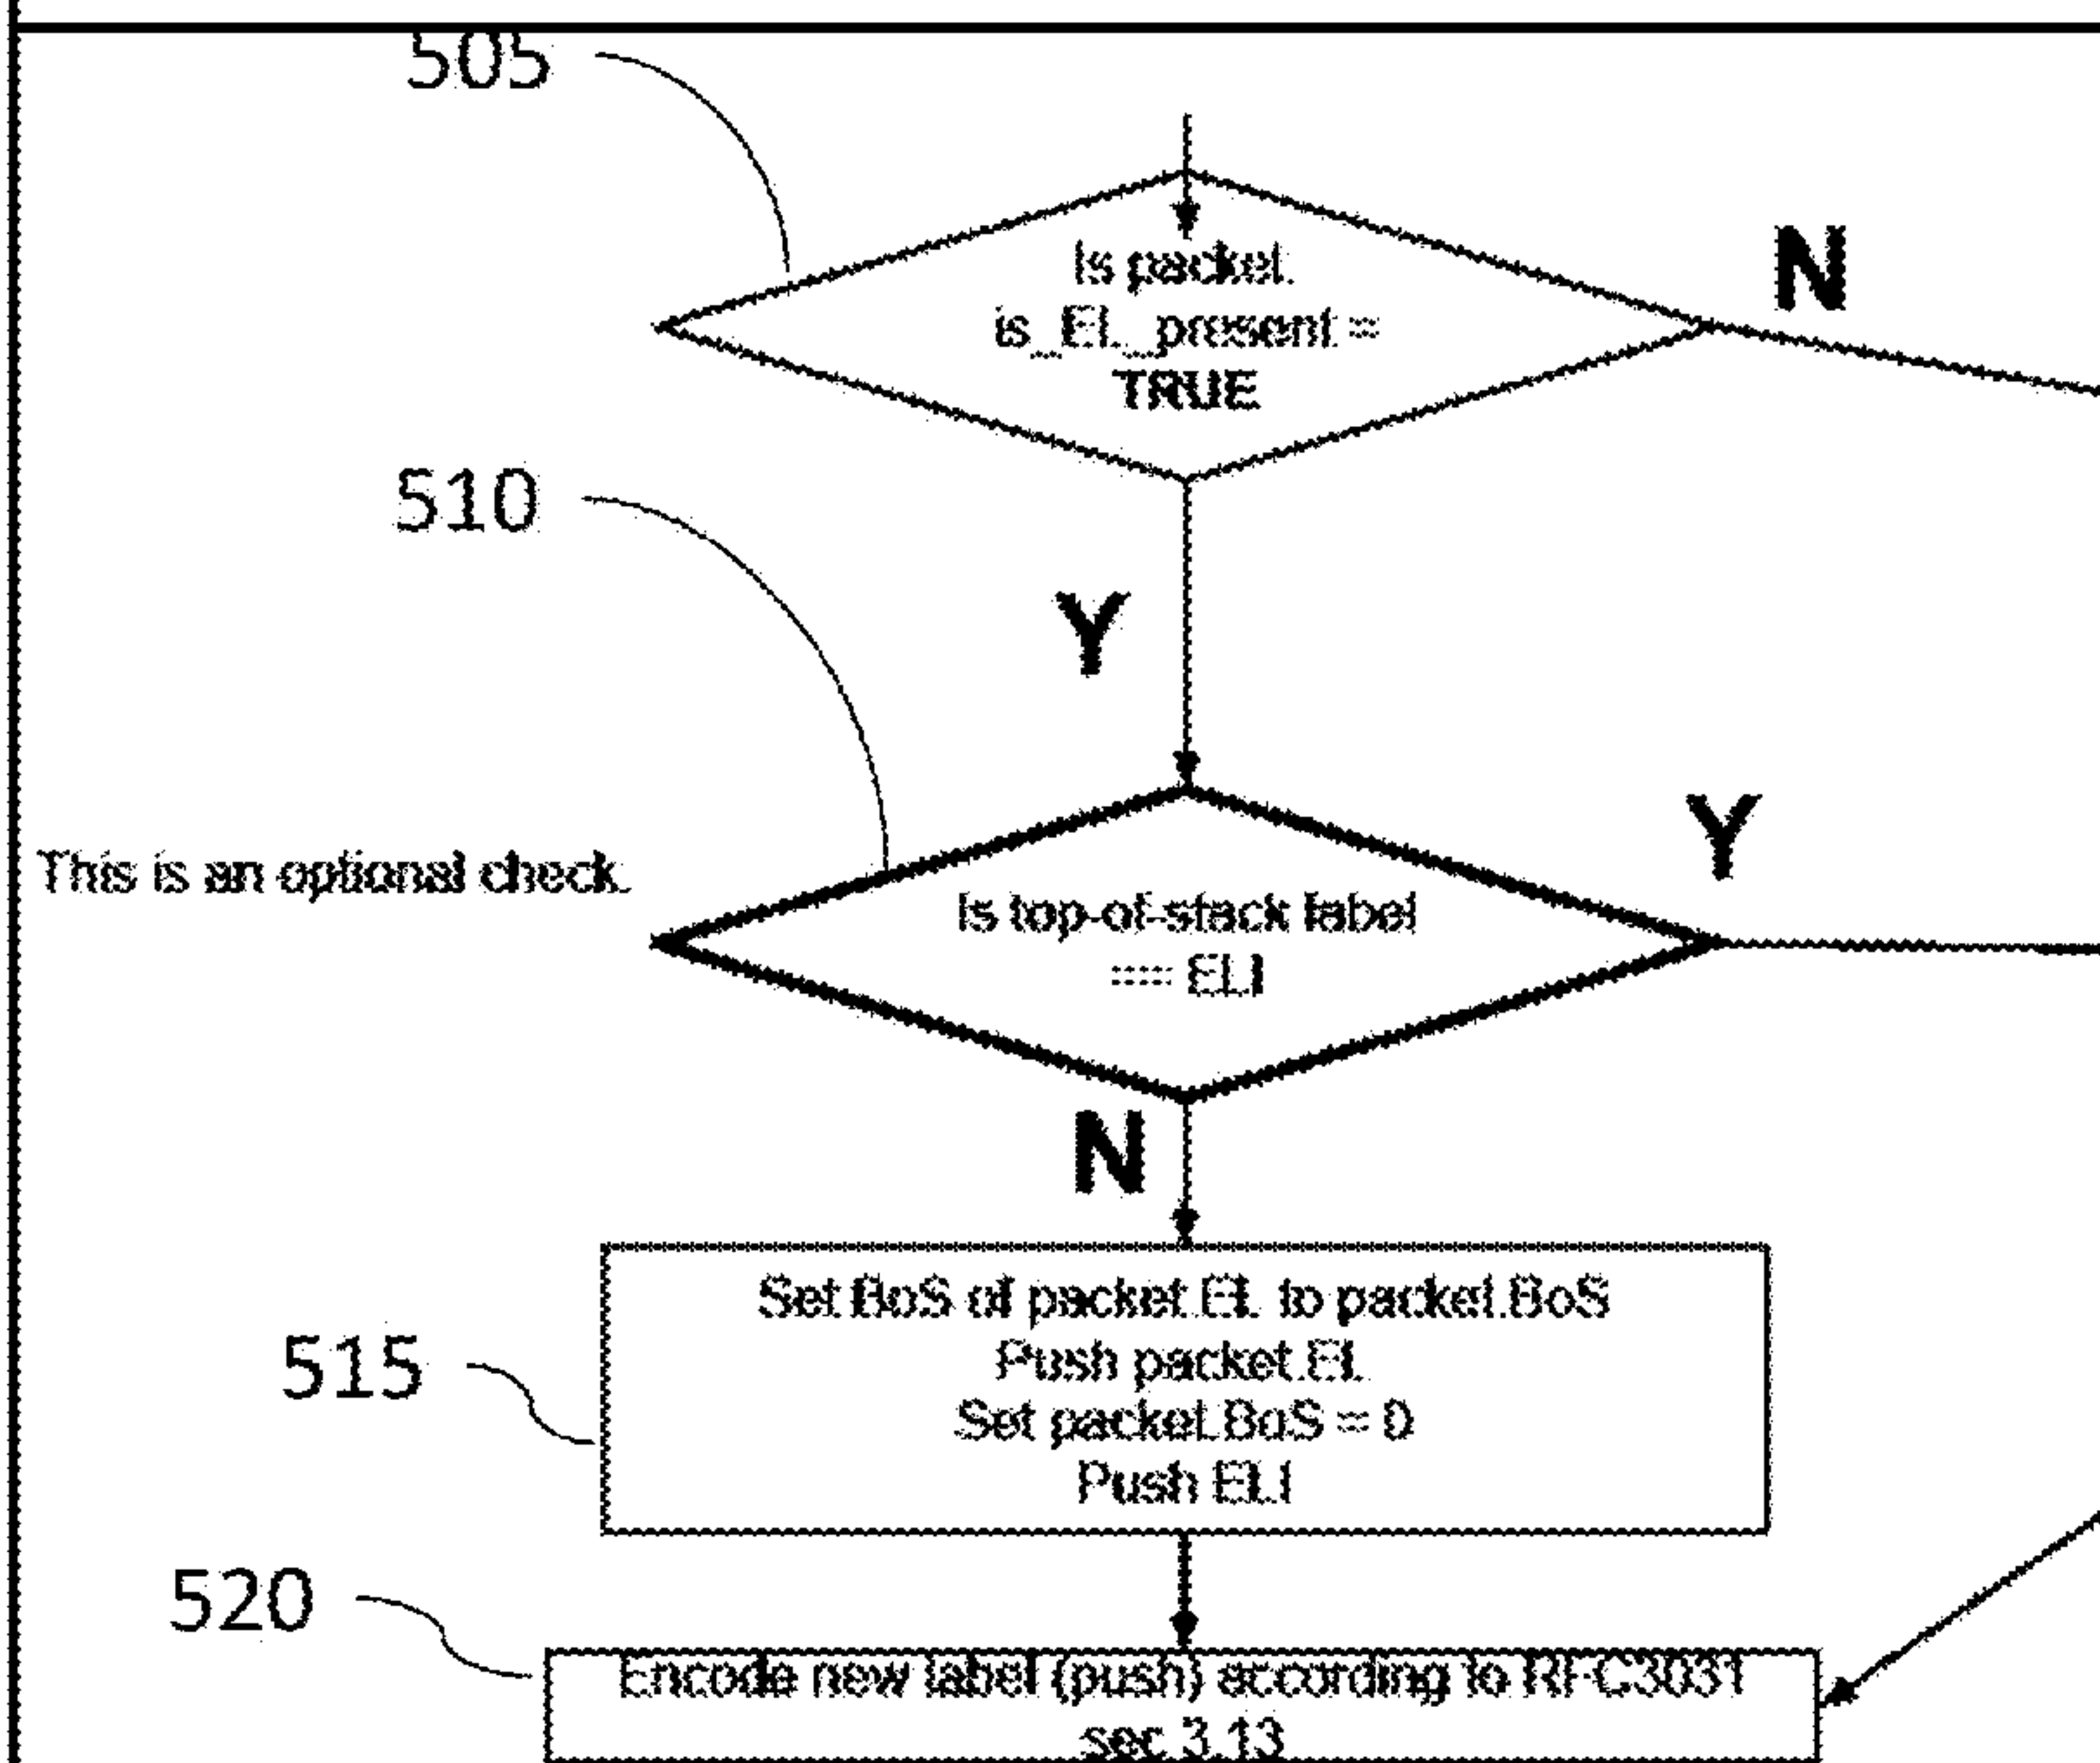 505
Is packet.
is_EL_present =
TRUE
N
510
Y
This is an optional check.
Is top-of-stack label
== ELI
Y
N
515
Set BoS of packet.EL to packet.BoS
Push packet.EL
Set packet.BoS = 0
Push ELI
520
Encode new label (push) according to RFC3031
sec 3.13